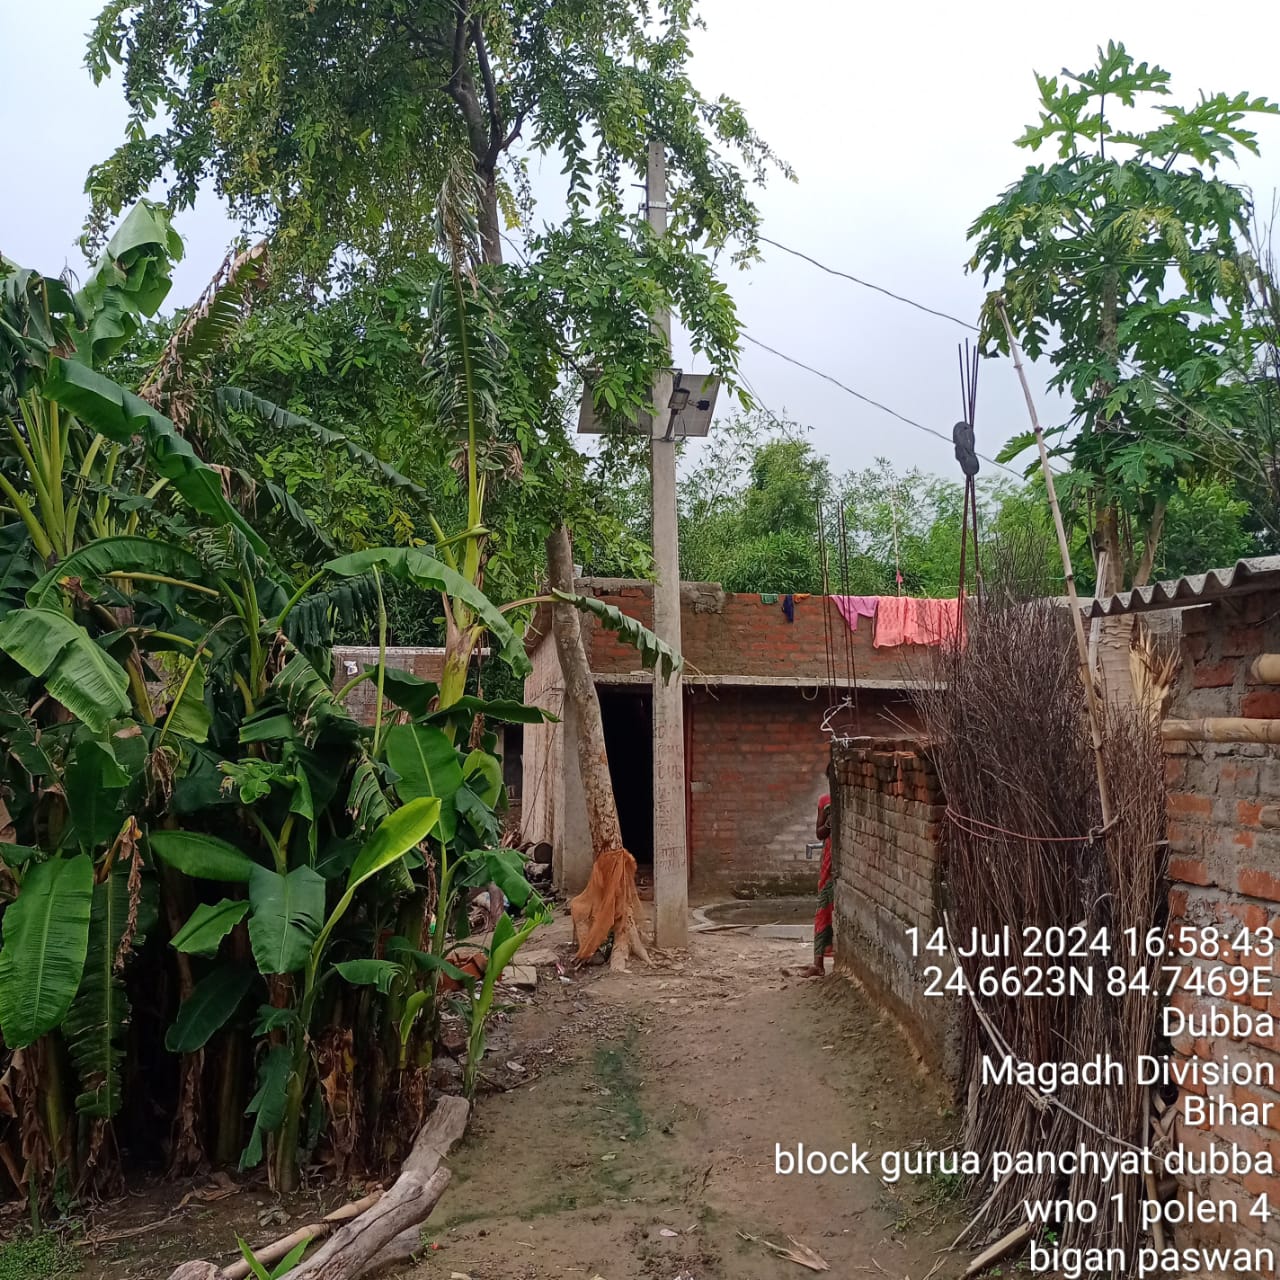 14 Jul 2024 16:58:43
24.6623N 84.7469E
Dubba
Magadh Division
Bihar
block gurua panchyat dubba
wno 1 polen 4
bigan paswan